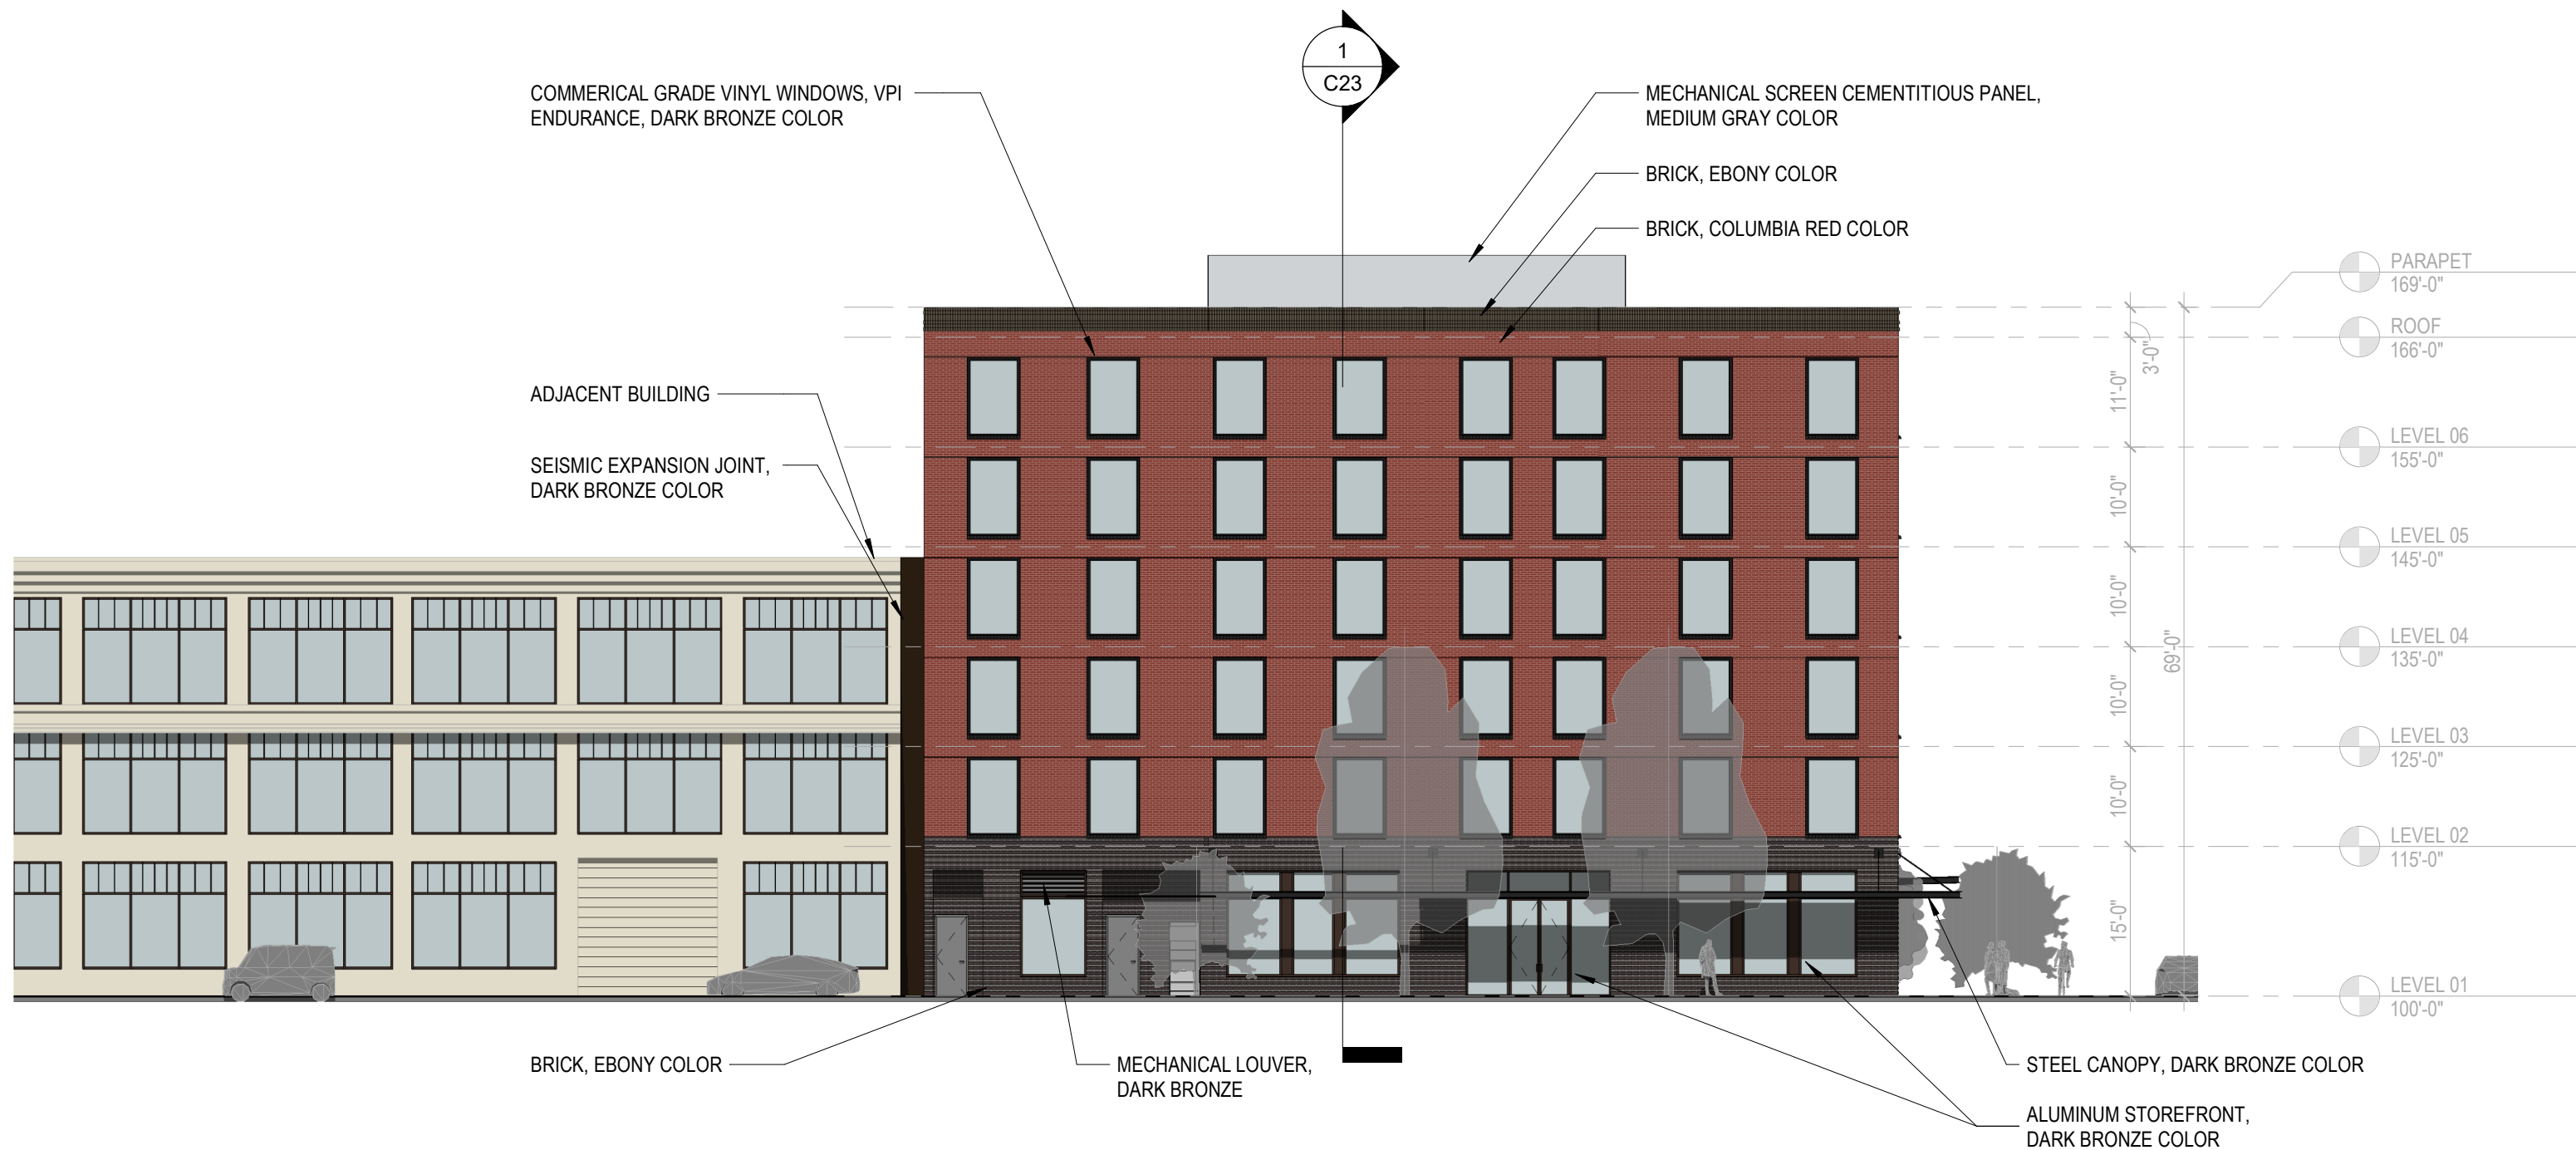 1
C23
COMMERICAL GRADE VINYL WINDOWS, VPI
ENDURANCE, DARK BRONZE COLOR
MECHANICAL SCREEN CEMENTITIOUS PANEL,
MEDIUM GRAY COLOR
BRICK, EBONY COLOR
BRICK, COLUMBIA RED COLOR
PARAPET
169'-0"
ROOF
166'-0"
3'-0"
11'-0"
ADJACENT BUILDING
LEVEL 06
155'-0"
SEISMIC EXPANSION JOINT,
DARK BRONZE COLOR
10'-0"
LEVEL 05
145'-0"
10'-0"
LEVEL 04
135'-0"
69'-0"
10'-0"
LEVEL 03
125'-0"
10'-0"
LEVEL 02
115'-0"
15'-0"
LEVEL 01
100'-0"
BRICK, EBONY COLOR
MECHANICAL LOUVER,
DARK BRONZE
STEEL CANOPY, DARK BRONZE COLOR
ALUMINUM STOREFRONT,
DARK BRONZE COLOR